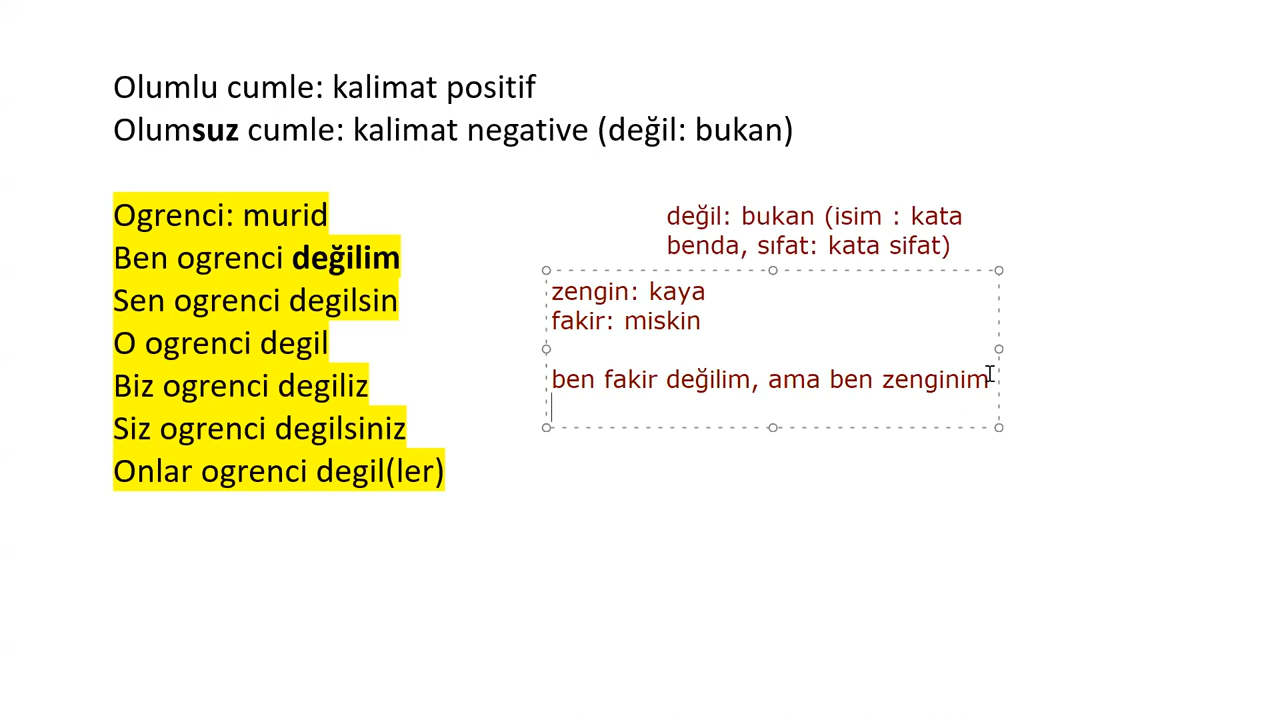 Olumlu cumle: kalimat positif
Olumsuz cumle: kalimat negative (değil: bukan)
Ogrenci: murid
Ben ogrenci değilim
Sen ogrenci degilsin
O ogrenci degil
Biz ogrenci degiliz
Siz ogrenci degilsiniz
Onlar ogrenci degil(ler)
değil: bukan (isim : kata
benda, sıfat: kata sifat)
zengin: kaya
fakir: miskin
ben fakir değilim, ama ben zenginim